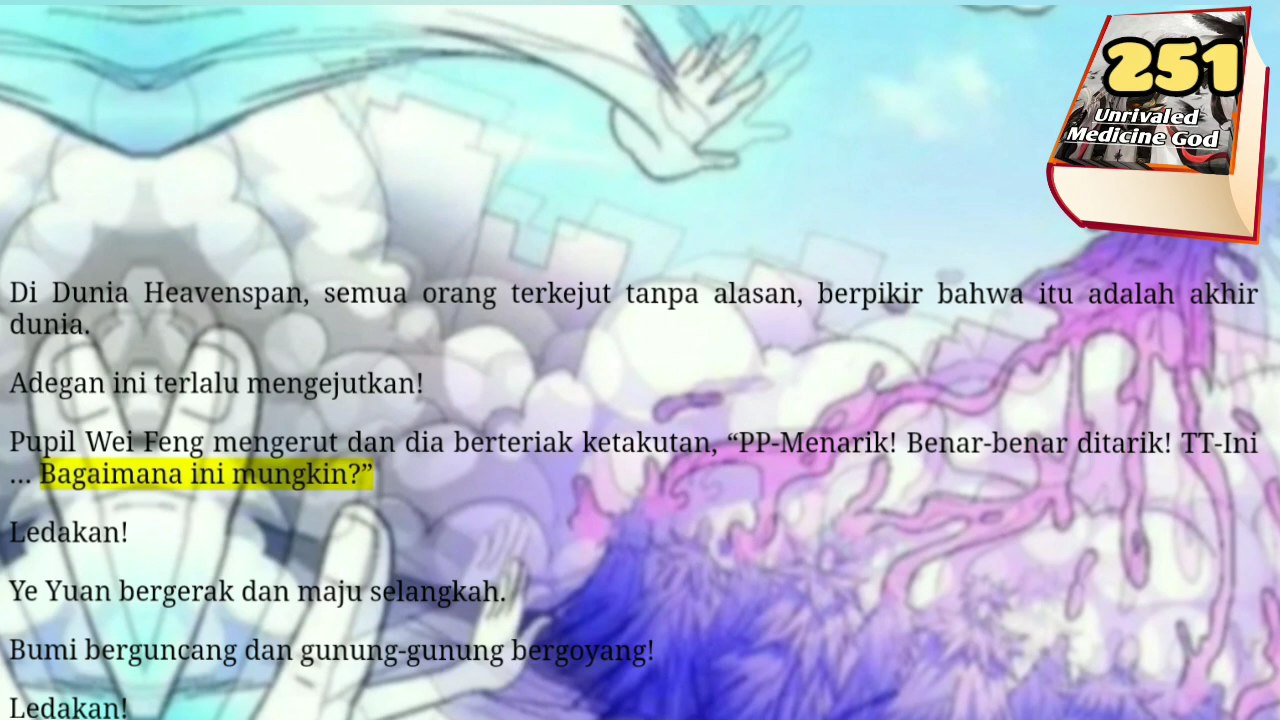 251
Unrivaled
Medicine God
Di Dunia Heavenspan, semua orang terkejut tanpa alasan, berpikir bahwa itu adalah akhir
dunia.
Adegan ini terlalu mengejutkan!
Pupil Wei Feng mengerut dan dia berteriak ketakutan, “PP-Menarik! Benar-benar ditarik! TT-Ini
... Bagaimana ini mungkin?”
Ledakan!
Ye Yuan bergerak dan maju selangkah.
Bumi berguncang dan gunung-gunung bergoyang!
Ledakan!